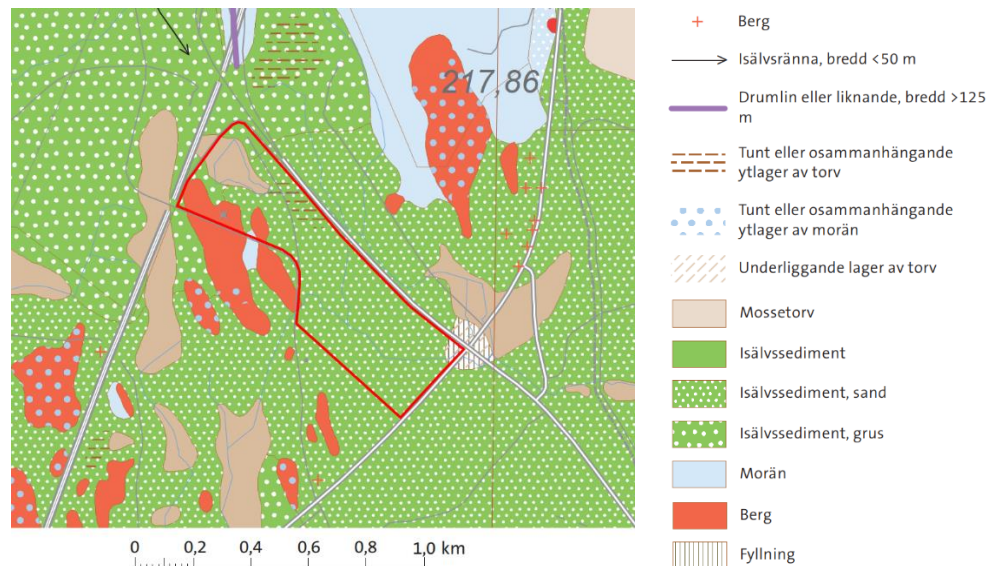 217,86
0
0,2
0,4
0,6
0,8
1,0 km
Berg
Isälvsränna, bredd <50 m
Drumlin eller liknande, bredd >125
m
Tunt eller osammanhängande
ytlager av torv
Tunt eller osammanhängande
ytlager av morän
Underliggande lager av torv
Mossetorv
Isälvssediment
Isälvssediment, sand
Isälvssediment, grus
Morän
Berg
Fyllning